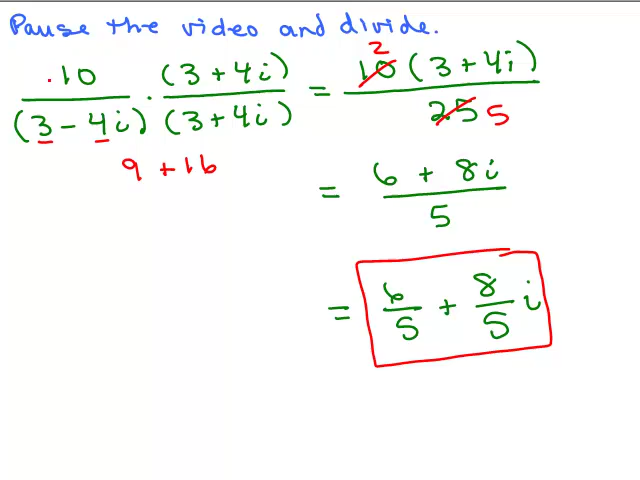 Pause the video and divide.
10 / (3 - 4i) · (3 + 4i) / (3 + 4i) = 10 2 (3 + 4i) / 25 5
9 + 16
= 6 + 8i / 5
= 6/5 + 8/5 i